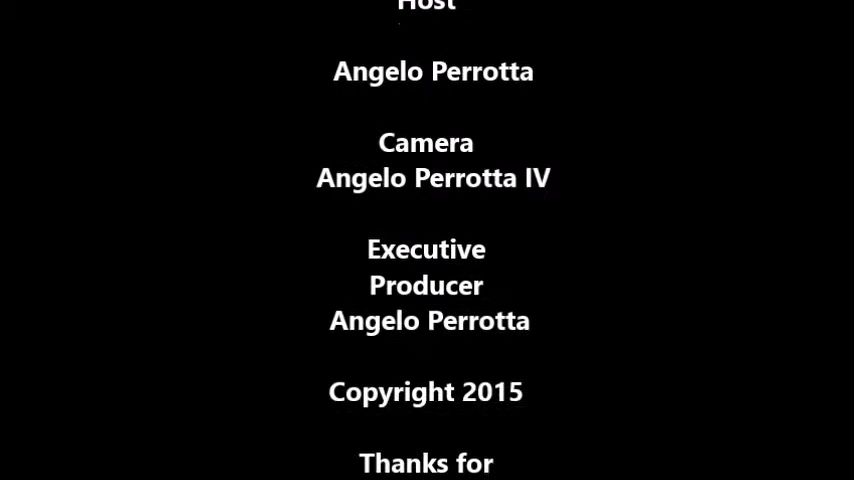 Host
Angelo Perrotta
Camera
Angelo Perrotta IV
Executive
Producer
Angelo Perrotta
Copyright 2015
Thanks for